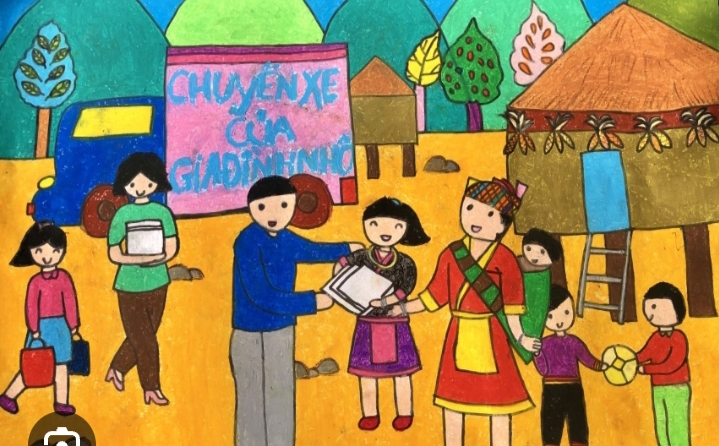 CHUYẾN XE
CỦA
GIA ĐÌNH NHỎ